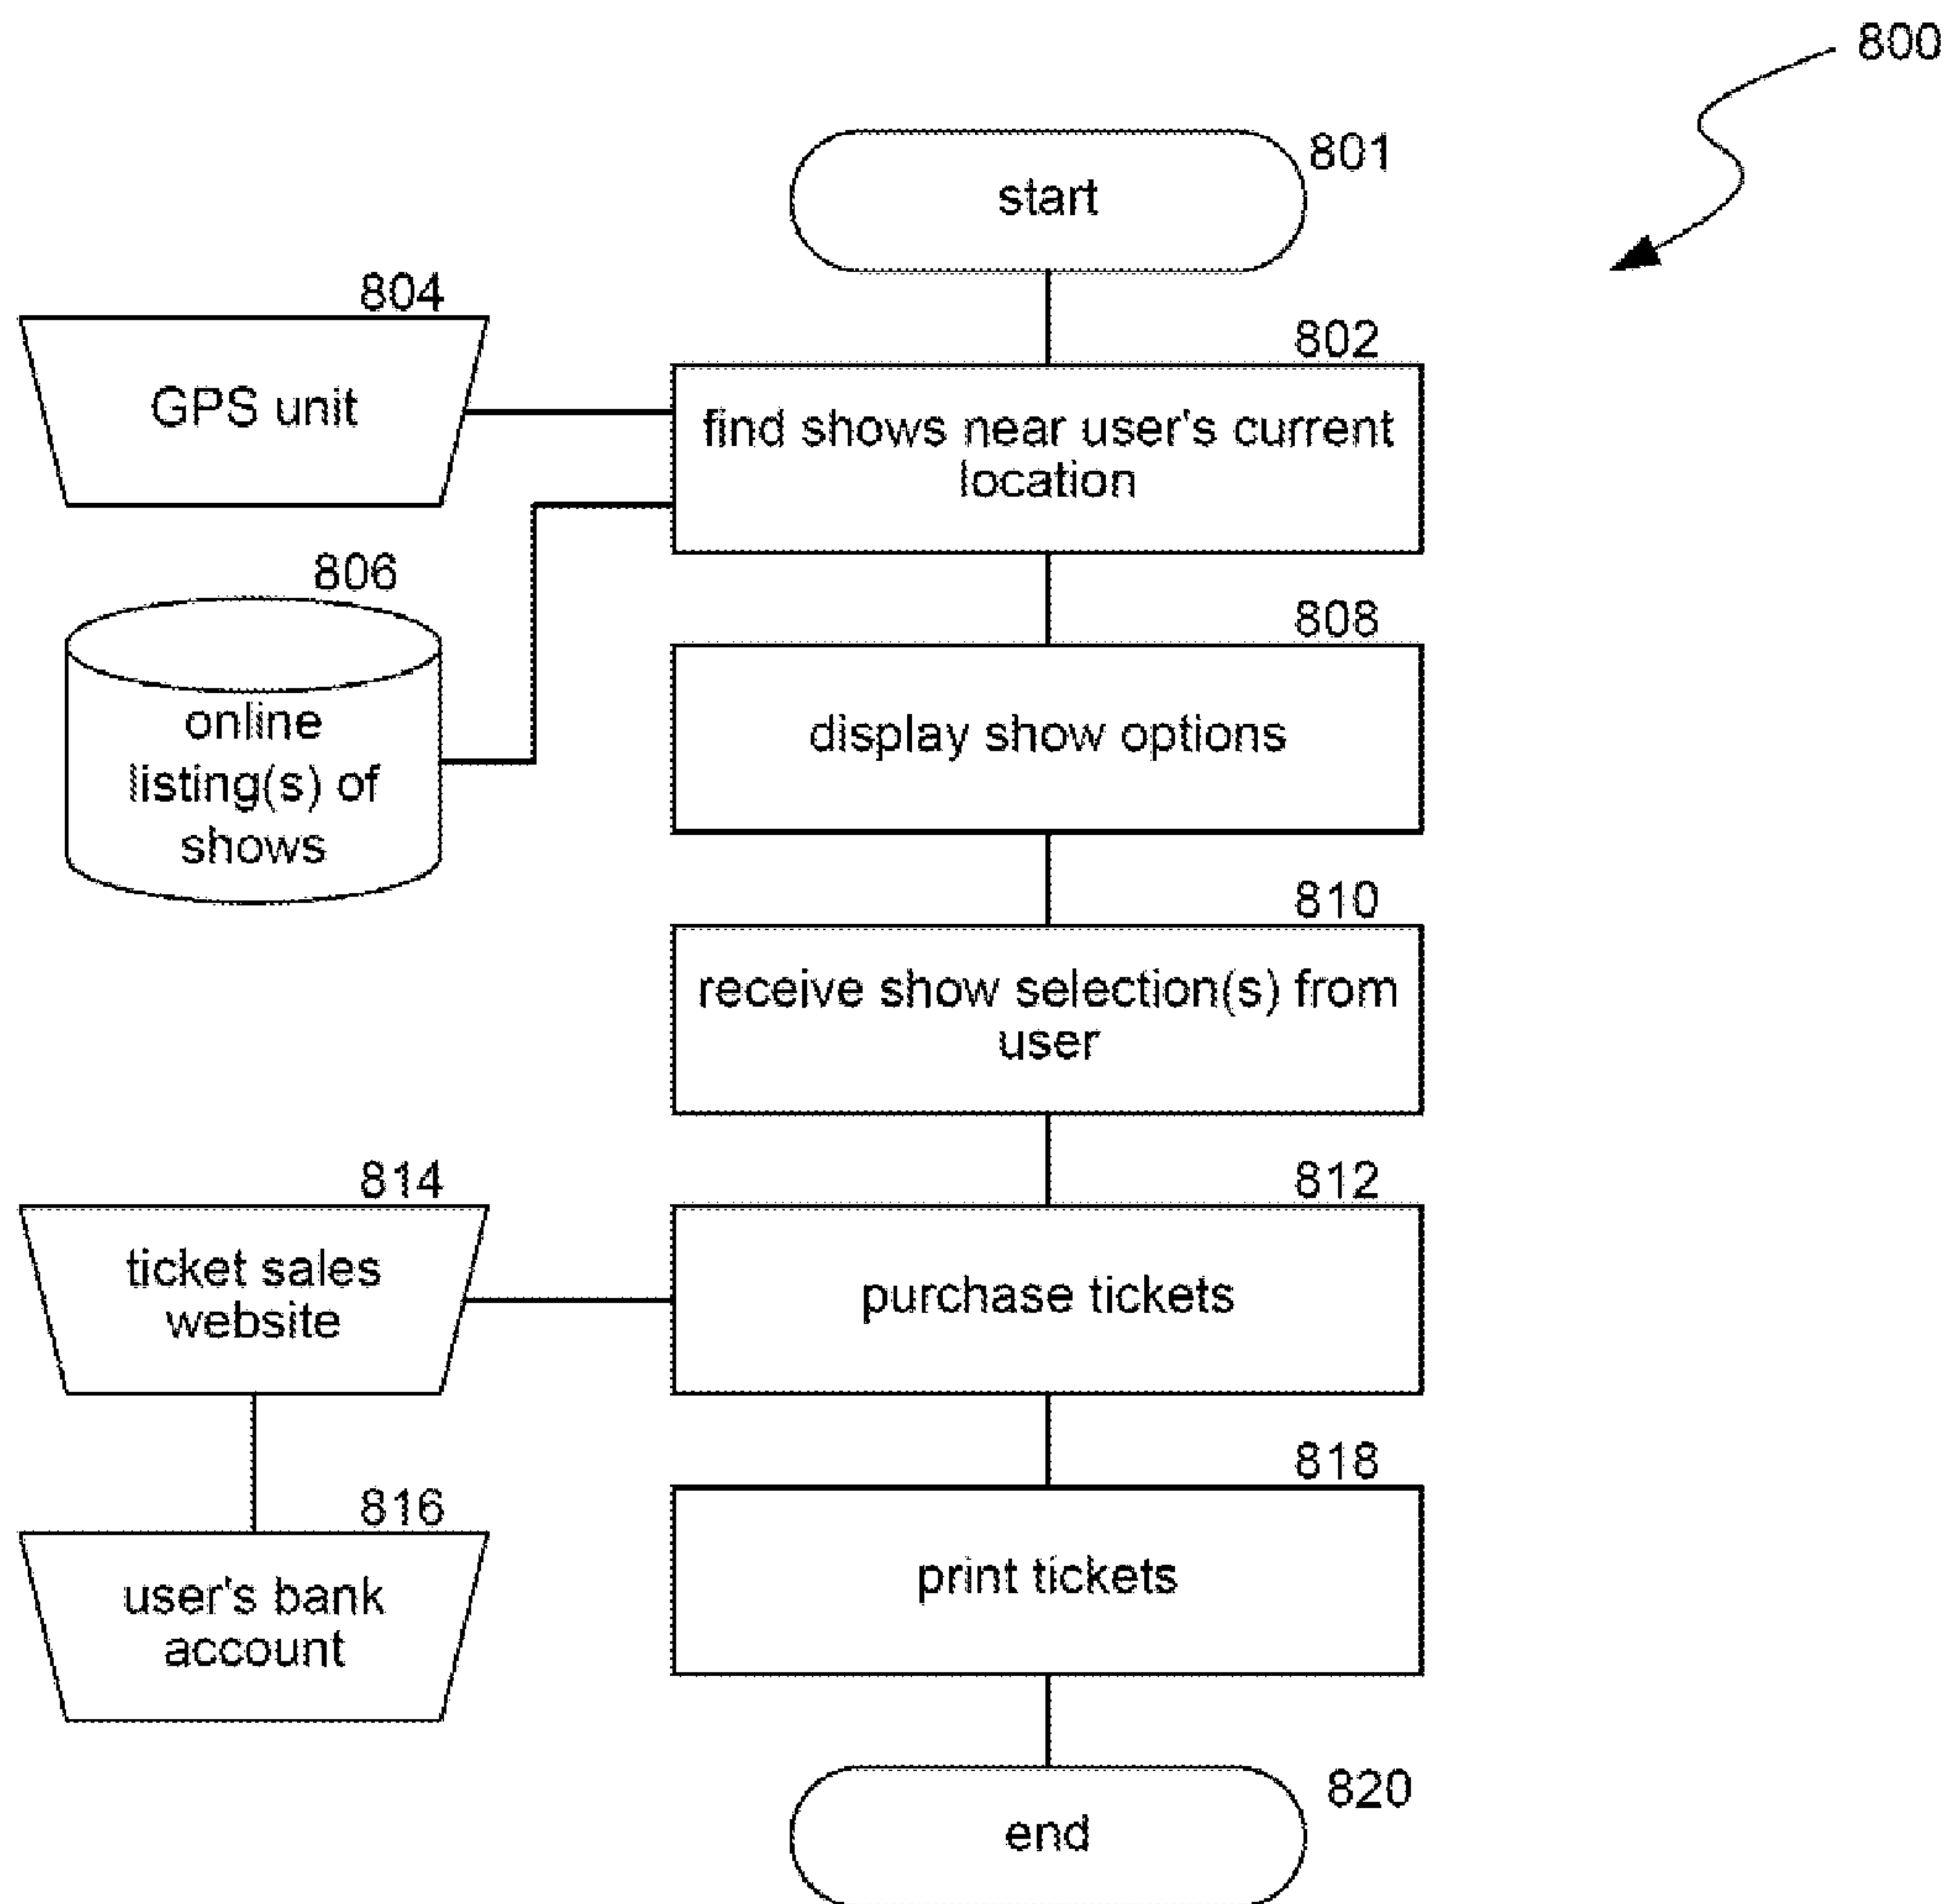 800
801
start
804
802
GPS unit
find shows near user's current
location
806
808
online
listing(s) of
shows
display show options
810
receive show selection(s) from
user
814
812
ticket sales
website
purchase tickets
818
816
user's bank
account
print tickets
820
end